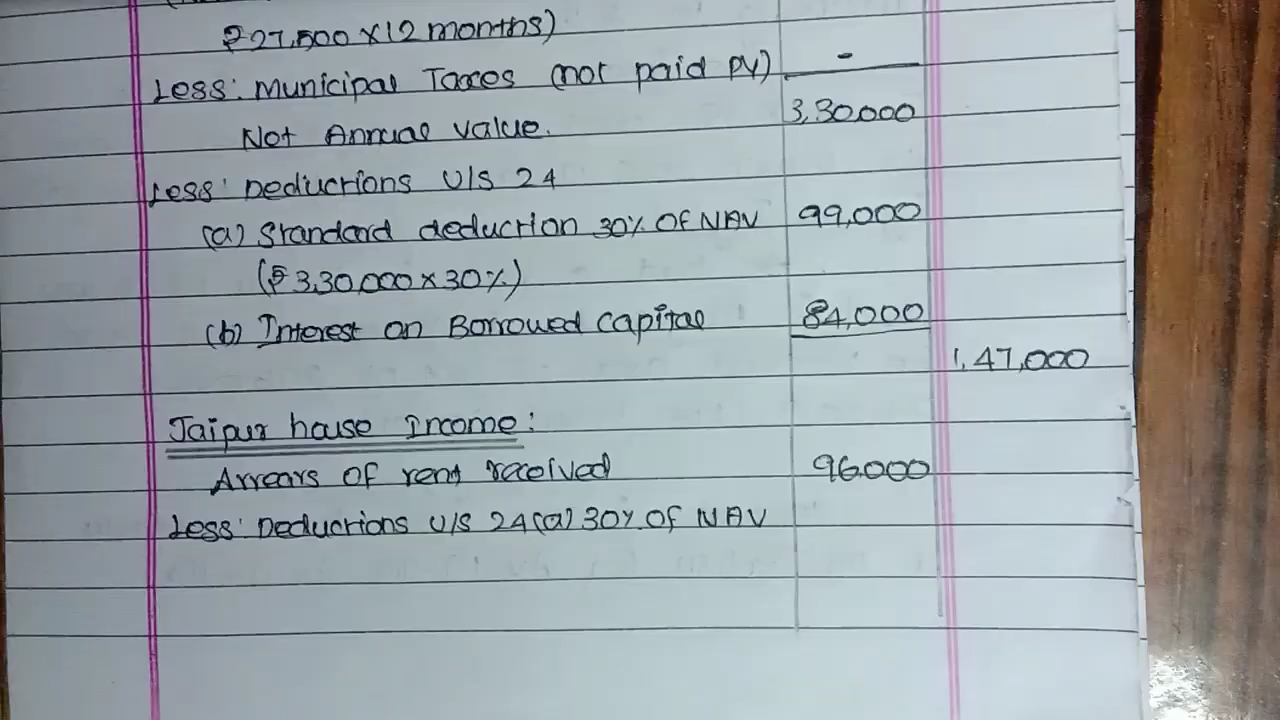 ₹27,500 x 12 months)
Less: Municipal Taxes (not paid PY) -
3,30,000
Net Annual value.
Less: Deductions U/S 24
(a) Standard deduction 30% OF NAV 99,000
(₹ 3,30,000 x 30%)
(b) Interest on Borrowed capital 84,000
1,47,000
Jaipur house Income:
Arrears of rent received 96000
Less: Deductions U/S 24(a) 30% OF NAV